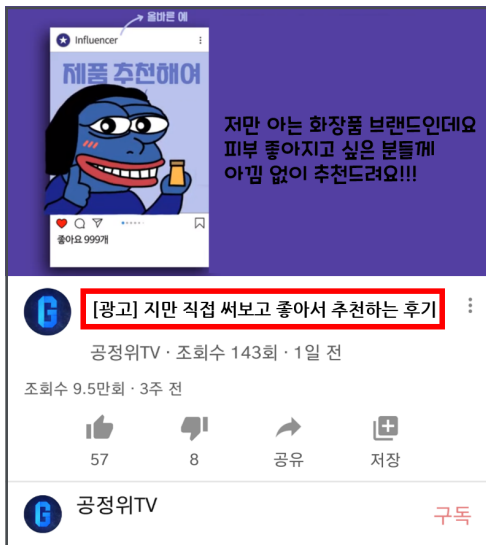 올바른 예
Influencer
제품 추천해여
좋아요 999개
저만 아는 화장품 브랜드인데요
피부 좋아지고 싶은 분들께
아낌 없이 추천드려요!!!
G
[광고] 지만 직접 써보고 좋아서 추천하는 후기
공정위TV · 조회수 143회 · 1일 전
조회수 9.5만회 · 3주 전
57
8
공유
저장
G
공정위TV
구독